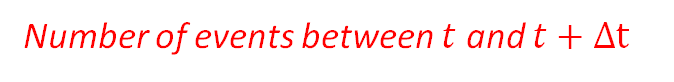 Number of events between t and t + Δt